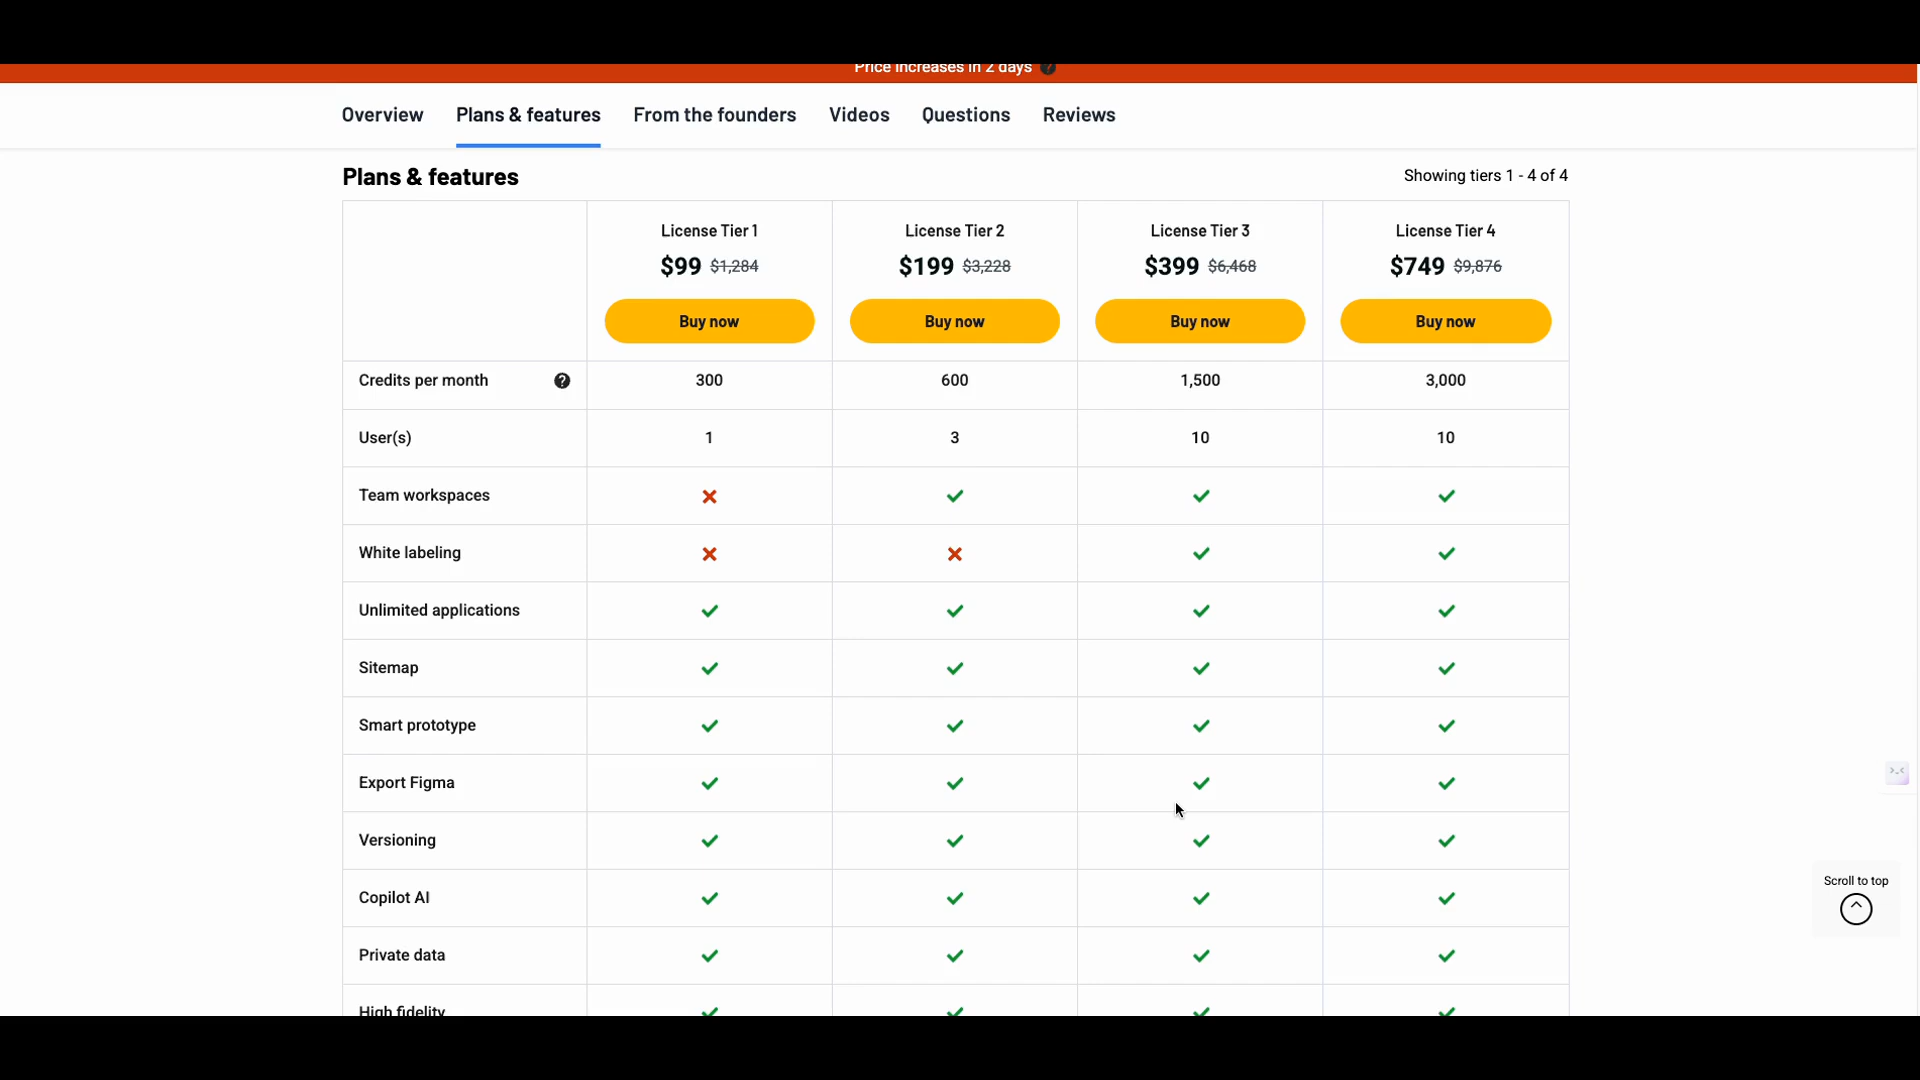 Price increases in 2 days ?
Overview Plans & features From the founders Videos Questions Reviews
Plans & features
Showing tiers 1 - 4 of 4
License Tier 1 License Tier 2 License Tier 3 License Tier 4
$99 $1,284 $199 $3,228 $399 $6,468 $749 $9,876
Buy now Buy now Buy now Buy now
Credits per month ? 300 600 1,500 3,000
User(s) 1 3 10 10
Team workspaces
White labeling
Unlimited applications
Sitemap
Smart prototype
Export Figma
Versioning
Copilot AI
Scroll to top
Private data
High fidelity